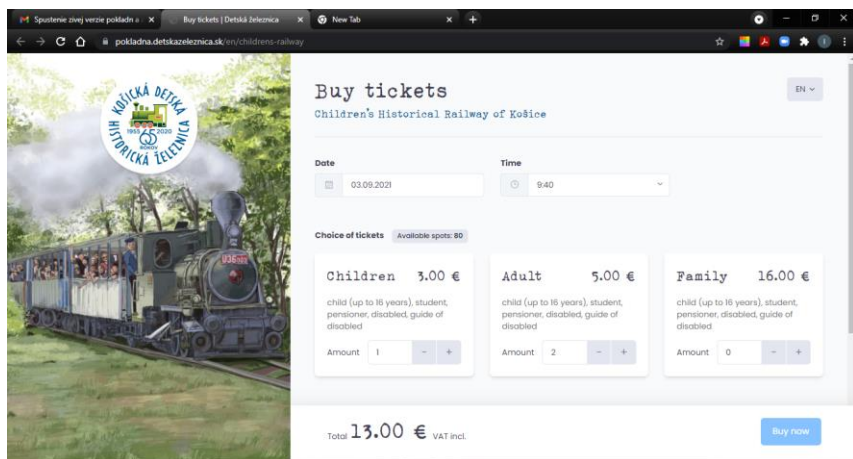 Spustenie zivej verzie pokladn a
Buy tickets | Detská železnica
New Tab
pokladna.detskazeleznica.sk/en/childrens-railway
KOŠICKÁ DETSKÁ
HISTORICKÁ ŽELEZNICA
1955 65 2020
ROKOV
U36
Buy tickets
EN
Children's Historical Railway of Košice
Date Time
03.09.2021 9:40
Choice of tickets Available spots: 80
Children 3.00 € Adult 5.00 € Family 16.00 €
child (up to 16 years), student, child (up to 16 years), student, child (up to 16 years), student,
pensioner, disabled, guide of pensioner, disabled, guide of pensioner, disabled, guide of
disabled disabled disabled
Amount 1 - + Amount 2 - + Amount 0 - +
Total 13.00 € VAT incl. Buy now